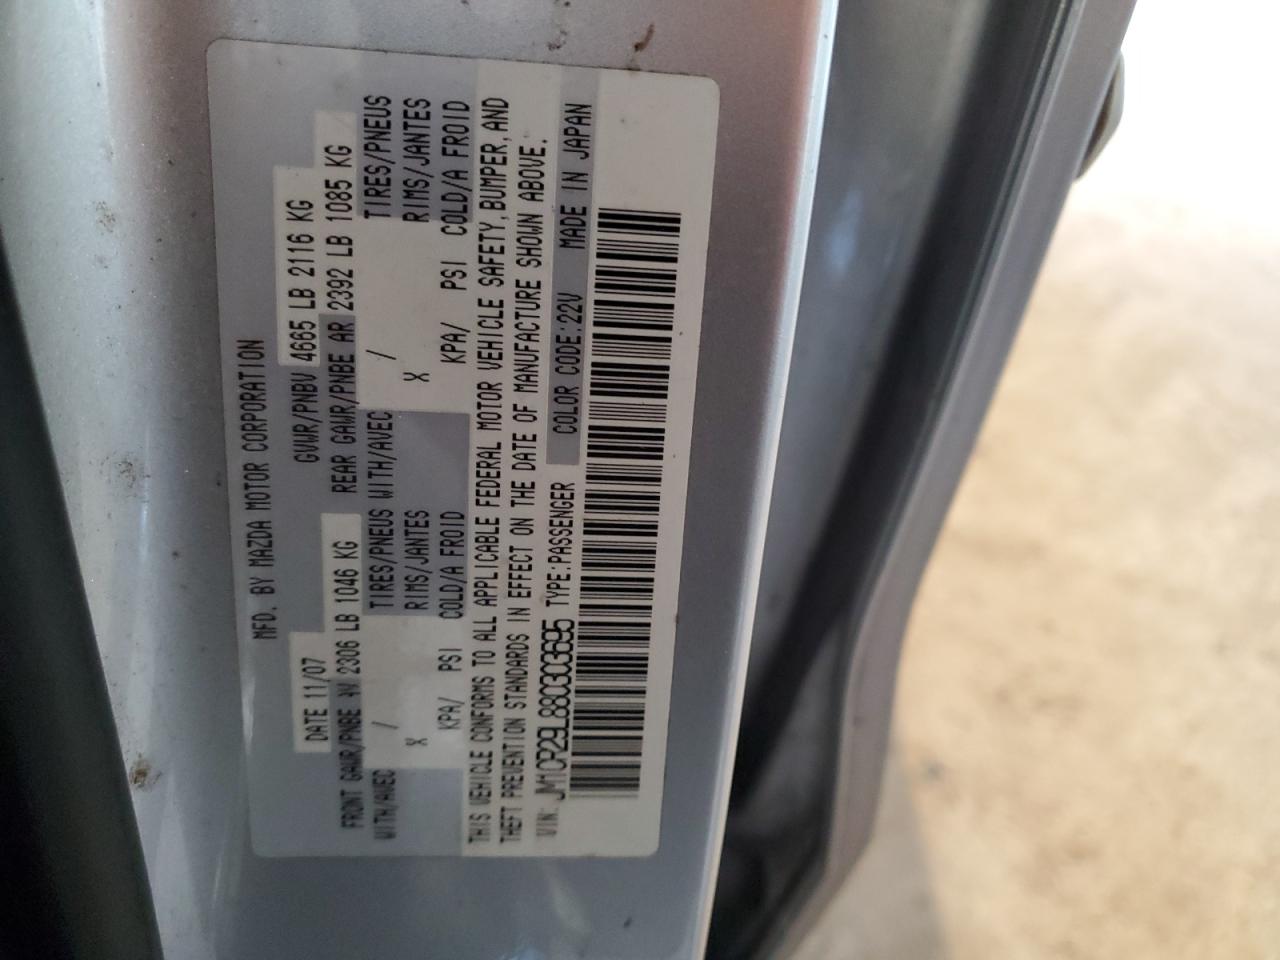 MFD. BY MAZDA MOTOR CORPORATION
DATE 11/07 GVWR/PNBV 4665 LB 2116 KG
FRONT GAWR/PNBE AV 2306 LB 1046 KG REAR GAWR/PNBE AR 2392 LB 1085 KG
WITH/AVEC / TIRES/PNEUS WITH/AVEC / TIRES/PNEUS
X RIMS/JANTES X RIMS/JANTES
KPA/ PSI COLD/A FROID KPA/ PSI COLD/A FROID
THIS VEHICLE CONFORMS TO ALL APPLICABLE FEDERAL MOTOR VEHICLE SAFETY, BUMPER, AND
THEFT PREVENTION STANDARDS IN EFFECT ON THE DATE OF MANUFACTURE SHOWN ABOVE.
VIN: JM1CR29L880303695 TYPE:PASSENGER COLOR CODE:22V MADE IN JAPAN